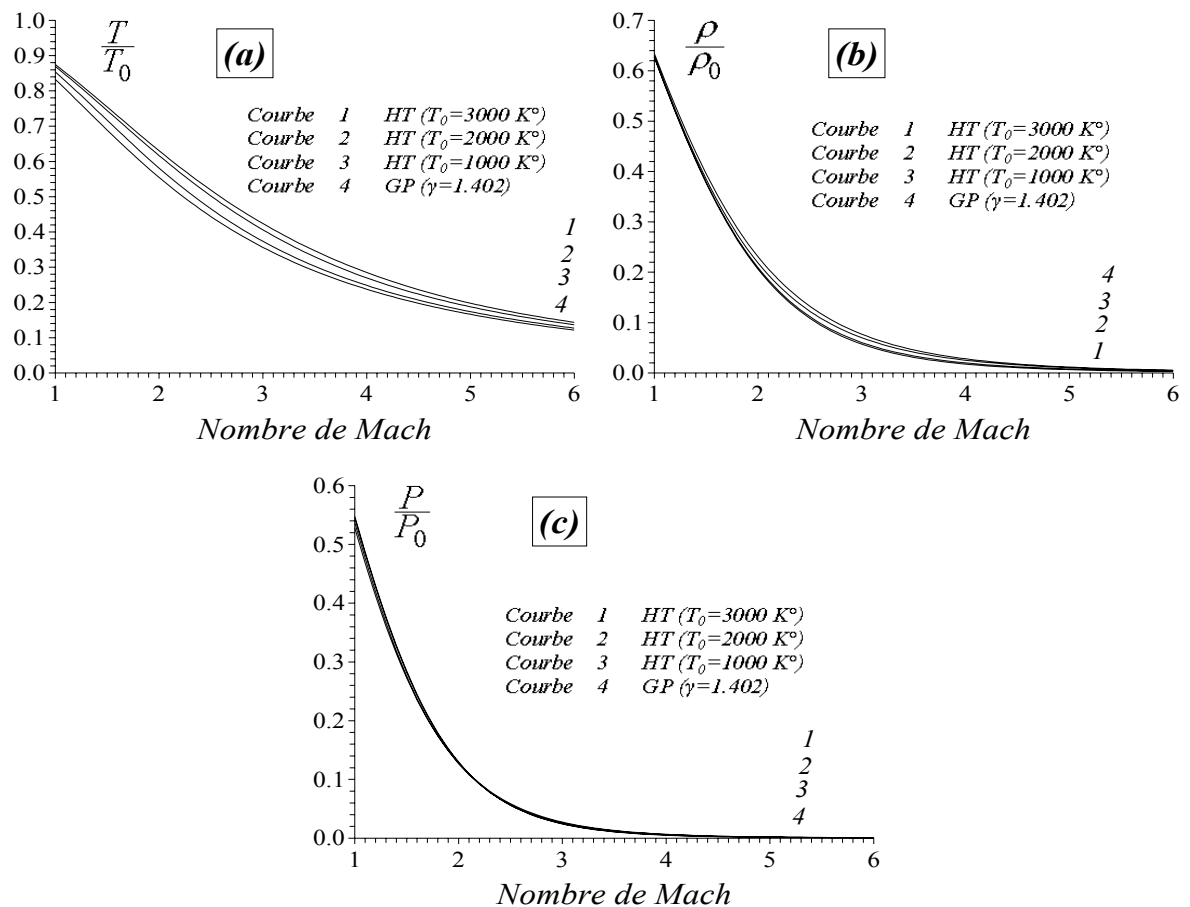 T/T₀
(a)
Courbe 1 HT (T₀=3000 K°)
Courbe 2 HT (T₀=2000 K°)
Courbe 3 HT (T₀=1000 K°)
Courbe 4 GP (γ=1.402)
1.0
0.9
0.8
0.7
0.6
0.5
0.4
0.3
0.2
0.1
0.0
1
2
3
4
1 2 3 4 5 6
Nombre de Mach
ρ/ρ₀
(b)
Courbe 1 HT (T₀=3000 K°)
Courbe 2 HT (T₀=2000 K°)
Courbe 3 HT (T₀=1000 K°)
Courbe 4 GP (γ=1.402)
0.7
0.6
0.5
0.4
0.3
0.2
0.1
0.0
4
3
2
1
1 2 3 4 5 6
Nombre de Mach
P/P₀
(c)
Courbe 1 HT (T₀=3000 K°)
Courbe 2 HT (T₀=2000 K°)
Courbe 3 HT (T₀=1000 K°)
Courbe 4 GP (γ=1.402)
0.6
0.5
0.4
0.3
0.2
0.1
0.0
1
2
3
4
1 2 3 4 5 6
Nombre de Mach